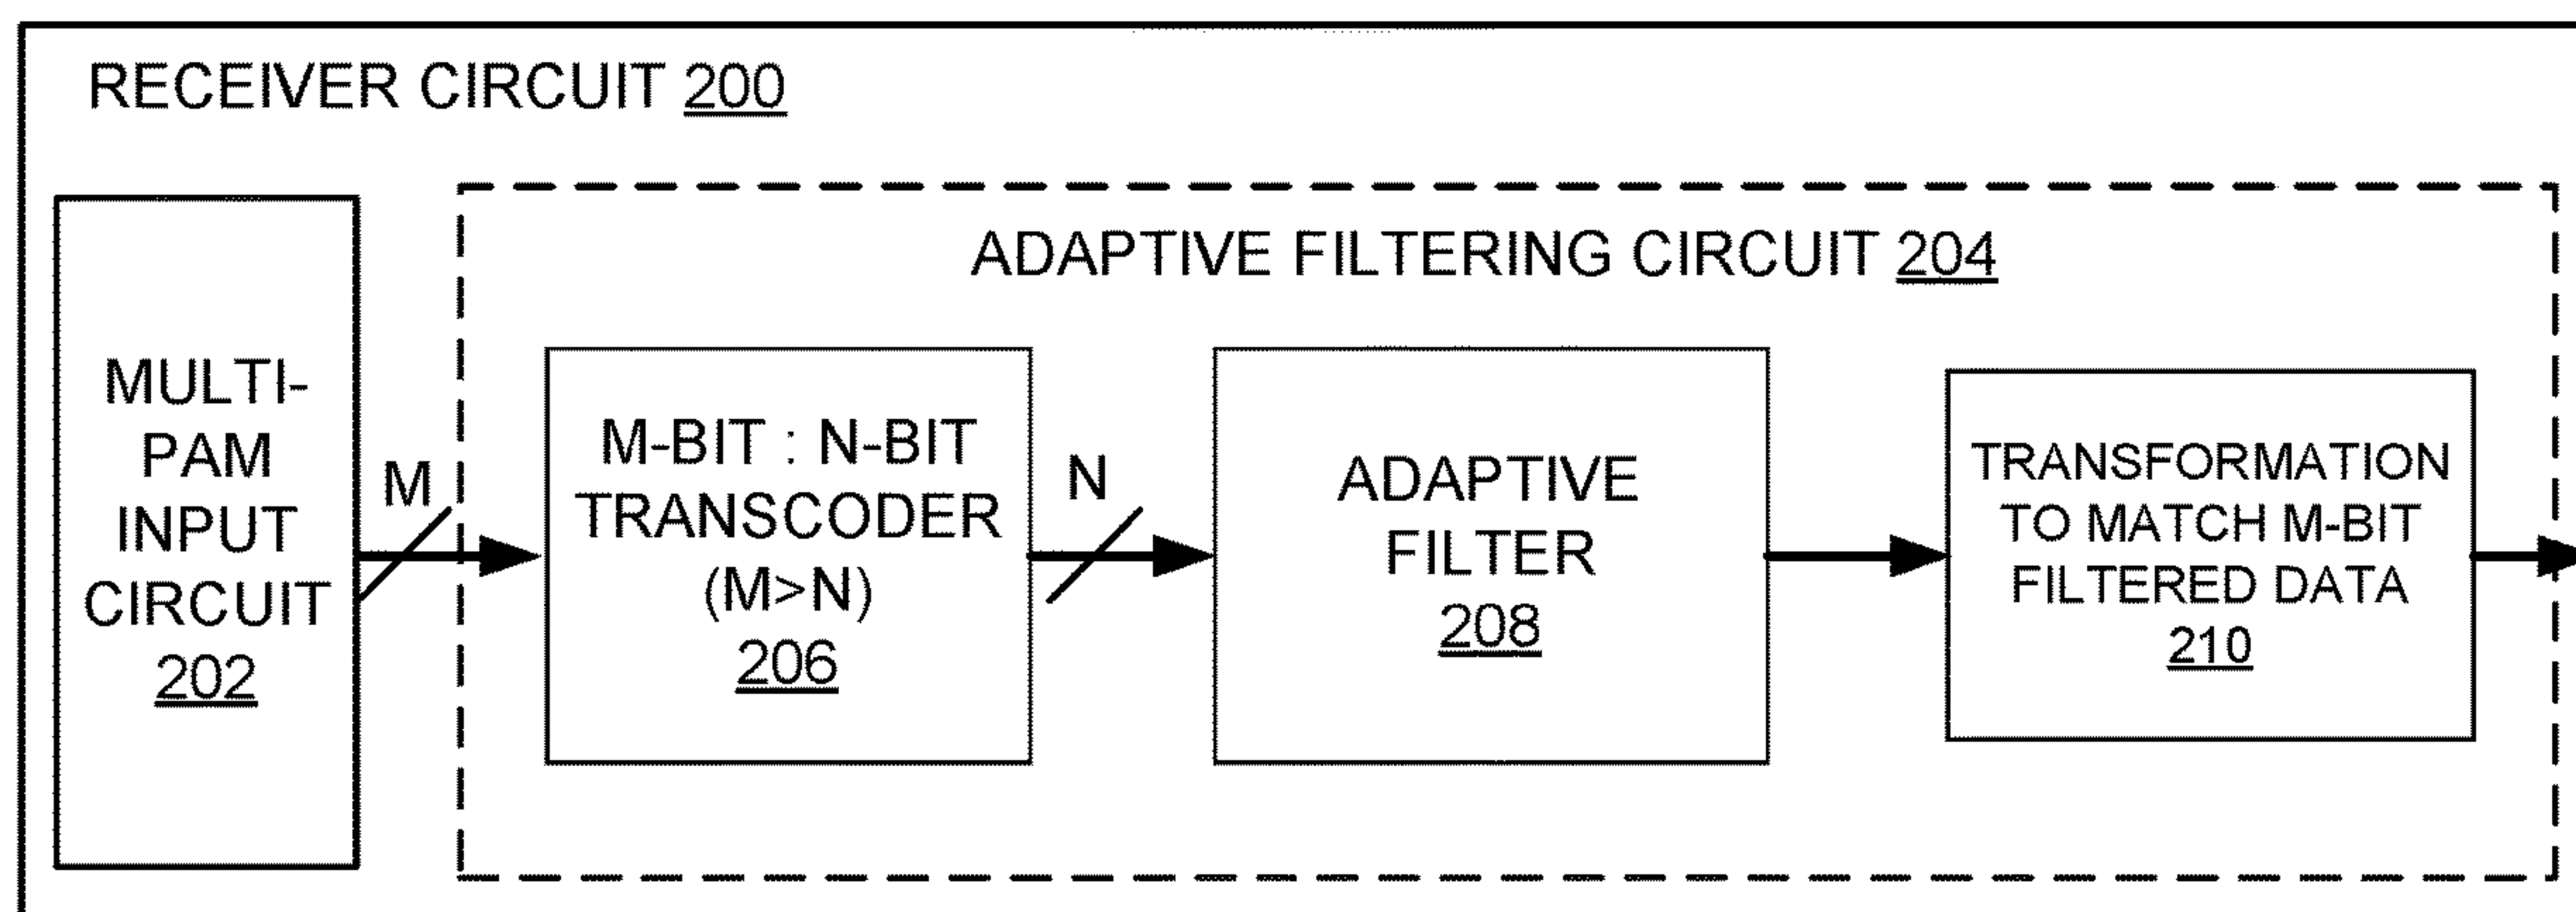 RECEIVER CIRCUIT 200
ADAPTIVE FILTERING CIRCUIT 204
MULTI-
PAM
INPUT
CIRCUIT
202
M
M-BIT : N-BIT
TRANSCODER
(M>N)
206
N
ADAPTIVE
FILTER
208
TRANSFORMATION
TO MATCH M-BIT
FILTERED DATA
210